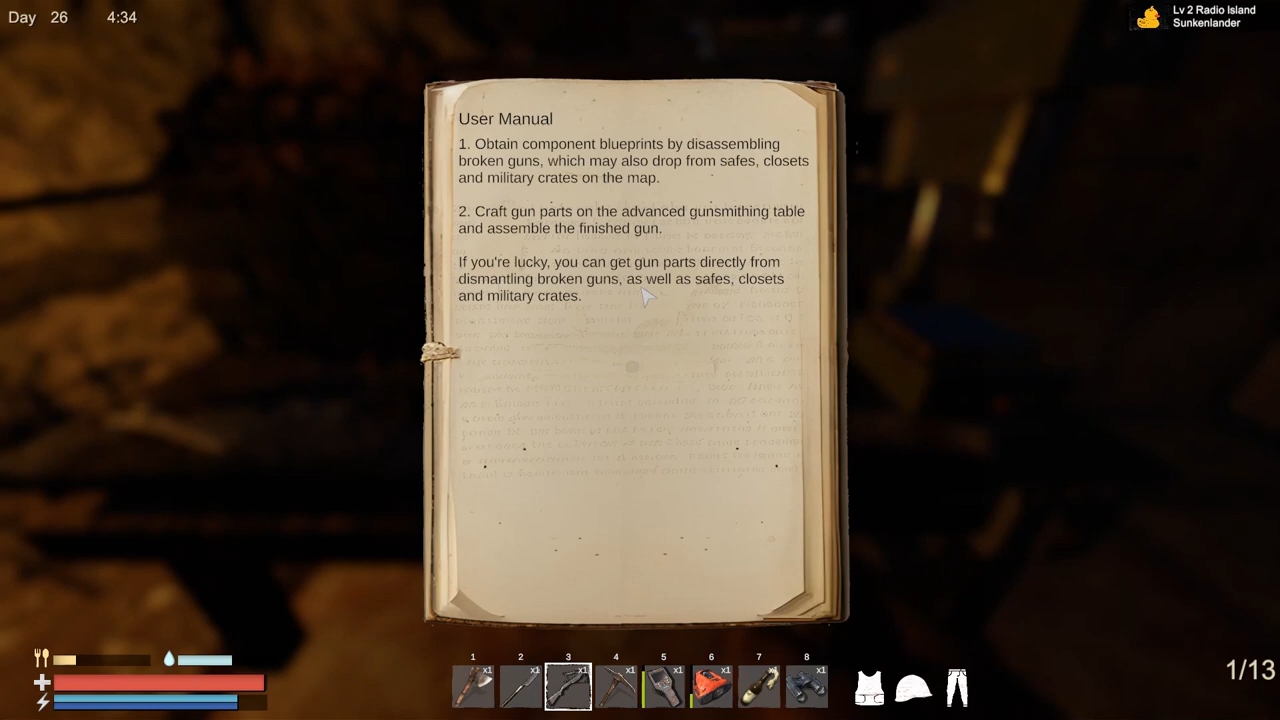 Day 26 4:34
Lv 2 Radio Island
Sunkenlander
User Manual
1. Obtain component blueprints by disassembling
broken guns, which may also drop from safes, closets
and military crates on the map.
2. Craft gun parts on the advanced gunsmithing table
and assemble the finished gun.
If you're lucky, you can get gun parts directly from
dismantling broken guns, as well as safes, closets
and military crates.
1 2 3 4 5 6 7 8
x1 x1 x1 x1 x1 x1 x1 x1
1/13